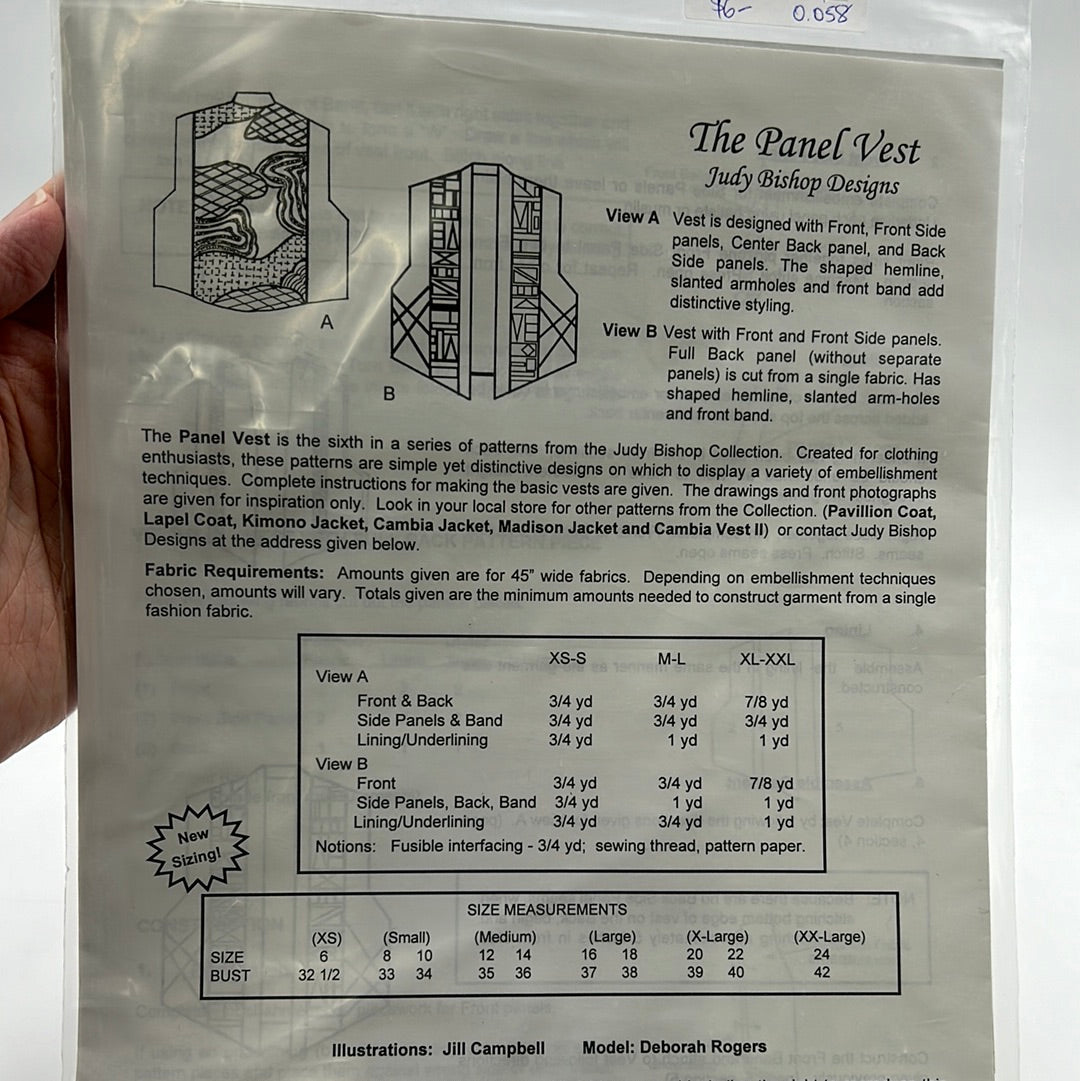 $6- 0.058
The Panel Vest
Judy Bishop Designs
View A Vest is designed with Front, Front Side
panels, Center Back panel, and Back
Side panels. The shaped hemline,
slanted armholes and front band add
distinctive styling.
A
View B Vest with Front and Front Side panels.
Full Back panel (without separate
panels) is cut from a single fabric. Has
shaped hemline, slanted arm-holes
and front band.
B
The Panel Vest is the sixth in a series of patterns from the Judy Bishop Collection. Created for clothing
enthusiasts, these patterns are simple yet distinctive designs on which to display a variety of embellishment
techniques. Complete instructions for making the basic vests are given. The drawings and front photographs
are given for inspiration only. Look in your local store for other patterns from the Collection. (Pavillion Coat,
Lapel Coat, Kimono Jacket, Cambia Jacket, Madison Jacket and Cambia Vest II) or contact Judy Bishop
Designs at the address given below.
Fabric Requirements: Amounts given are for 45" wide fabrics. Depending on embellishment techniques
chosen, amounts will vary. Totals given are the minimum amounts needed to construct garment from a single
fashion fabric.
XS-S M-L XL-XXL
View A
Front & Back 3/4 yd 3/4 yd 7/8 yd
Side Panels & Band 3/4 yd 3/4 yd 3/4 yd
Lining/Underlining 3/4 yd 1 yd 1 yd
View B
Front 3/4 yd 3/4 yd 7/8 yd
Side Panels, Back, Band 3/4 yd 1 yd 1 yd
Lining/Underlining 3/4 yd 3/4 yd 1 yd
Notions: Fusible interfacing - 3/4 yd; sewing thread, pattern paper.
New
Sizing!
SIZE MEASUREMENTS
(XS) (Small) (Medium) (Large) (X-Large) (XX-Large)
SIZE 6 8 10 12 14 16 18 20 22 24
BUST 32 1/2 33 34 35 36 37 38 39 40 42
Illustrations: Jill Campbell Model: Deborah Rogers